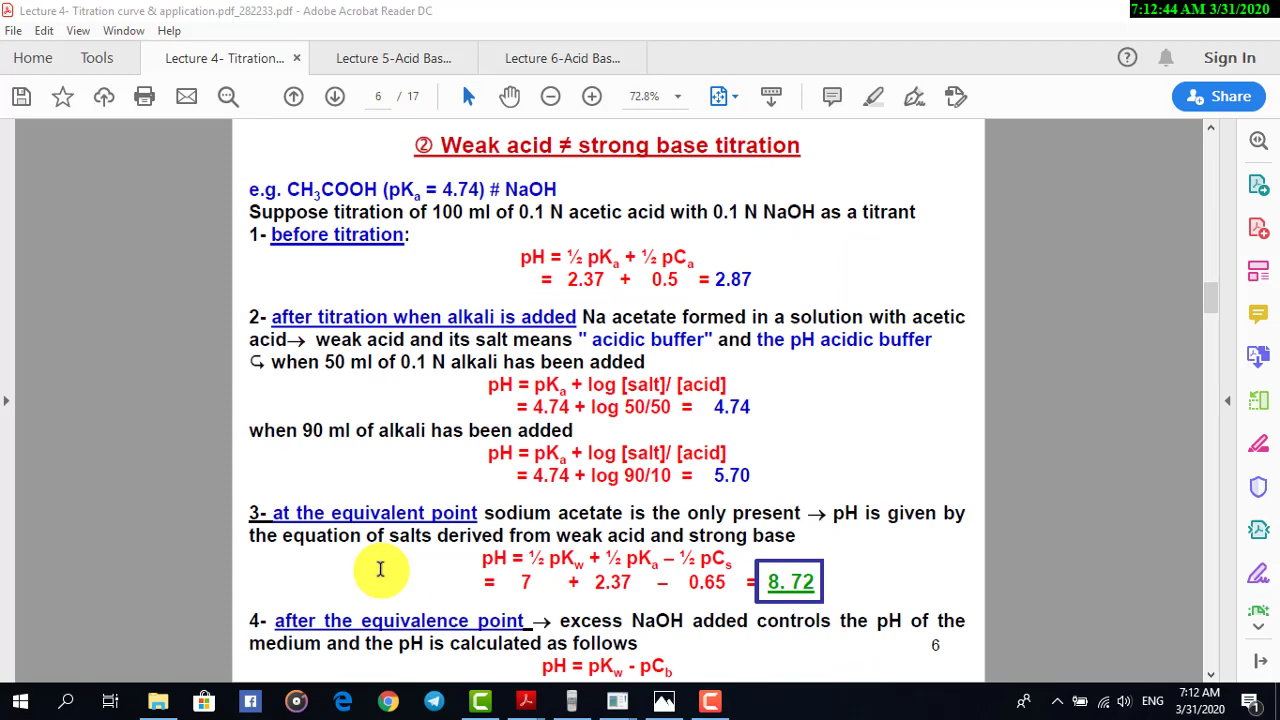 Lecture 4- Titration curve & application.pdf_282233.pdf - Adobe Acrobat Reader DC
7:12:44 AM 3/31/2020
File Edit View Window Help
Home Tools Lecture 4- Titration... × Lecture 5-Acid Bas... Lecture 6-Acid Bas... Sign In
6 / 17 72.8% Share
② Weak acid ≠ strong base titration
e.g. CH₃COOH (pKₐ = 4.74) # NaOH
Suppose titration of 100 ml of 0.1 N acetic acid with 0.1 N NaOH as a titrant
1- before titration:
pH = ½ pKₐ + ½ pCₐ
= 2.37 + 0.5 = 2.87
2- after titration when alkali is added Na acetate formed in a solution with acetic
acid→ weak acid and its salt means " acidic buffer" and the pH acidic buffer
⤷ when 50 ml of 0.1 N alkali has been added
pH = pKₐ + log [salt]/ [acid]
= 4.74 + log 50/50 = 4.74
when 90 ml of alkali has been added
pH = pKₐ + log [salt]/ [acid]
= 4.74 + log 90/10 = 5.70
3- at the equivalent point sodium acetate is the only present → pH is given by
the equation of salts derived from weak acid and strong base
pH = ½ pKw + ½ pKₐ – ½ pCₛ
= 7 + 2.37 – 0.65 = 8. 72
4- after the equivalence point → excess NaOH added controls the pH of the
medium and the pH is calculated as follows
6
pH = pKw - pCb
ENG
7:12 AM
3/31/2020
1